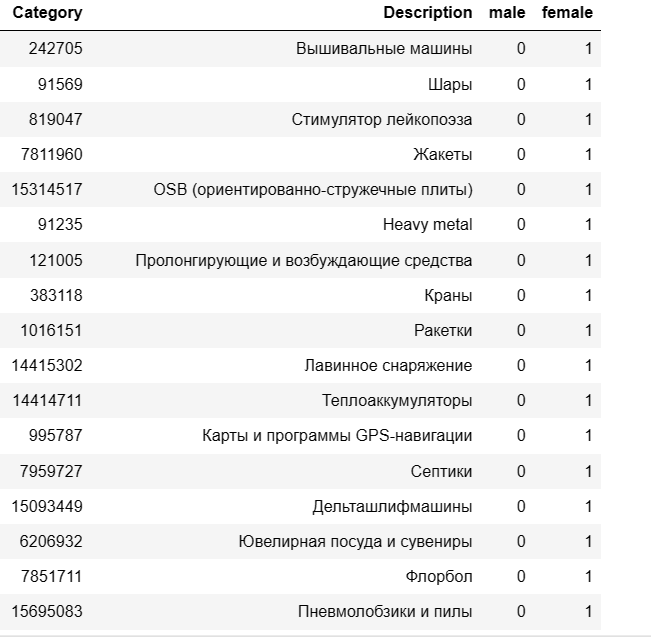 Category Description male female
242705 Вышивальные машины 0 1
91569 Шары 0 1
819047 Стимулятор лейкопоэза 0 1
7811960 Жакеты 0 1
15314517 OSB (ориентированно-стружечные плиты) 0 1
91235 Heavy metal 0 1
121005 Пролонгирующие и возбуждающие средства 0 1
383118 Краны 0 1
1016151 Ракетки 0 1
14415302 Лавинное снаряжение 0 1
14414711 Теплоаккумуляторы 0 1
995787 Карты и программы GPS-навигации 0 1
7959727 Септики 0 1
15093449 Дельташлифмашины 0 1
6206932 Ювелирная посуда и сувениры 0 1
7851711 Флорбол 0 1
15695083 Пневмолобзики и пилы 0 1